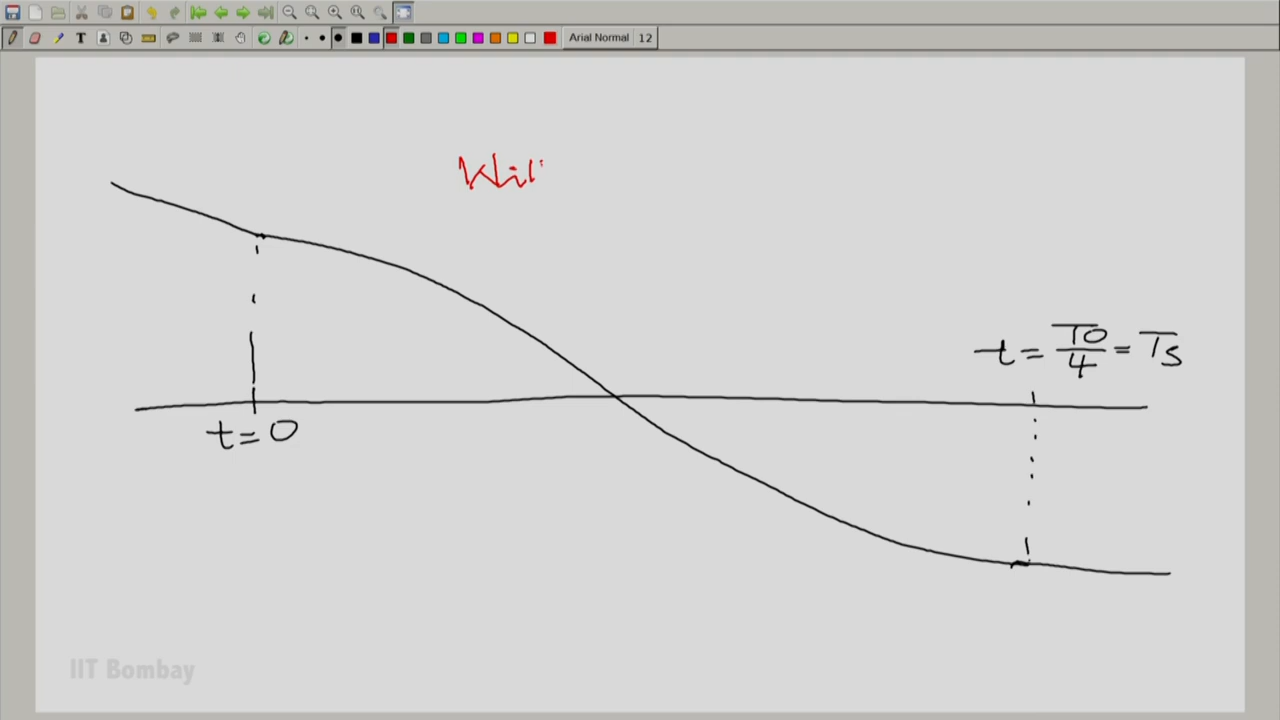 Arial Normal 12
t = T0/4 = Ts
t = 0
IIT Bombay